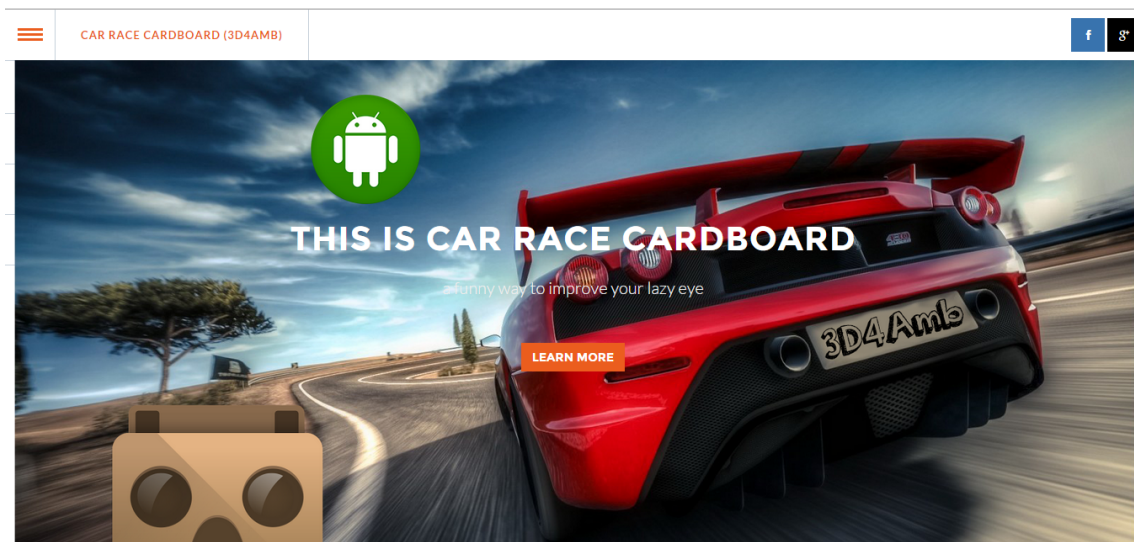 CAR RACE CARDBOARD (3D4AMB)
f
g+
THIS IS CAR RACE CARDBOARD
a funny way to improve your lazy eye
LEARN MORE
3D4Amb